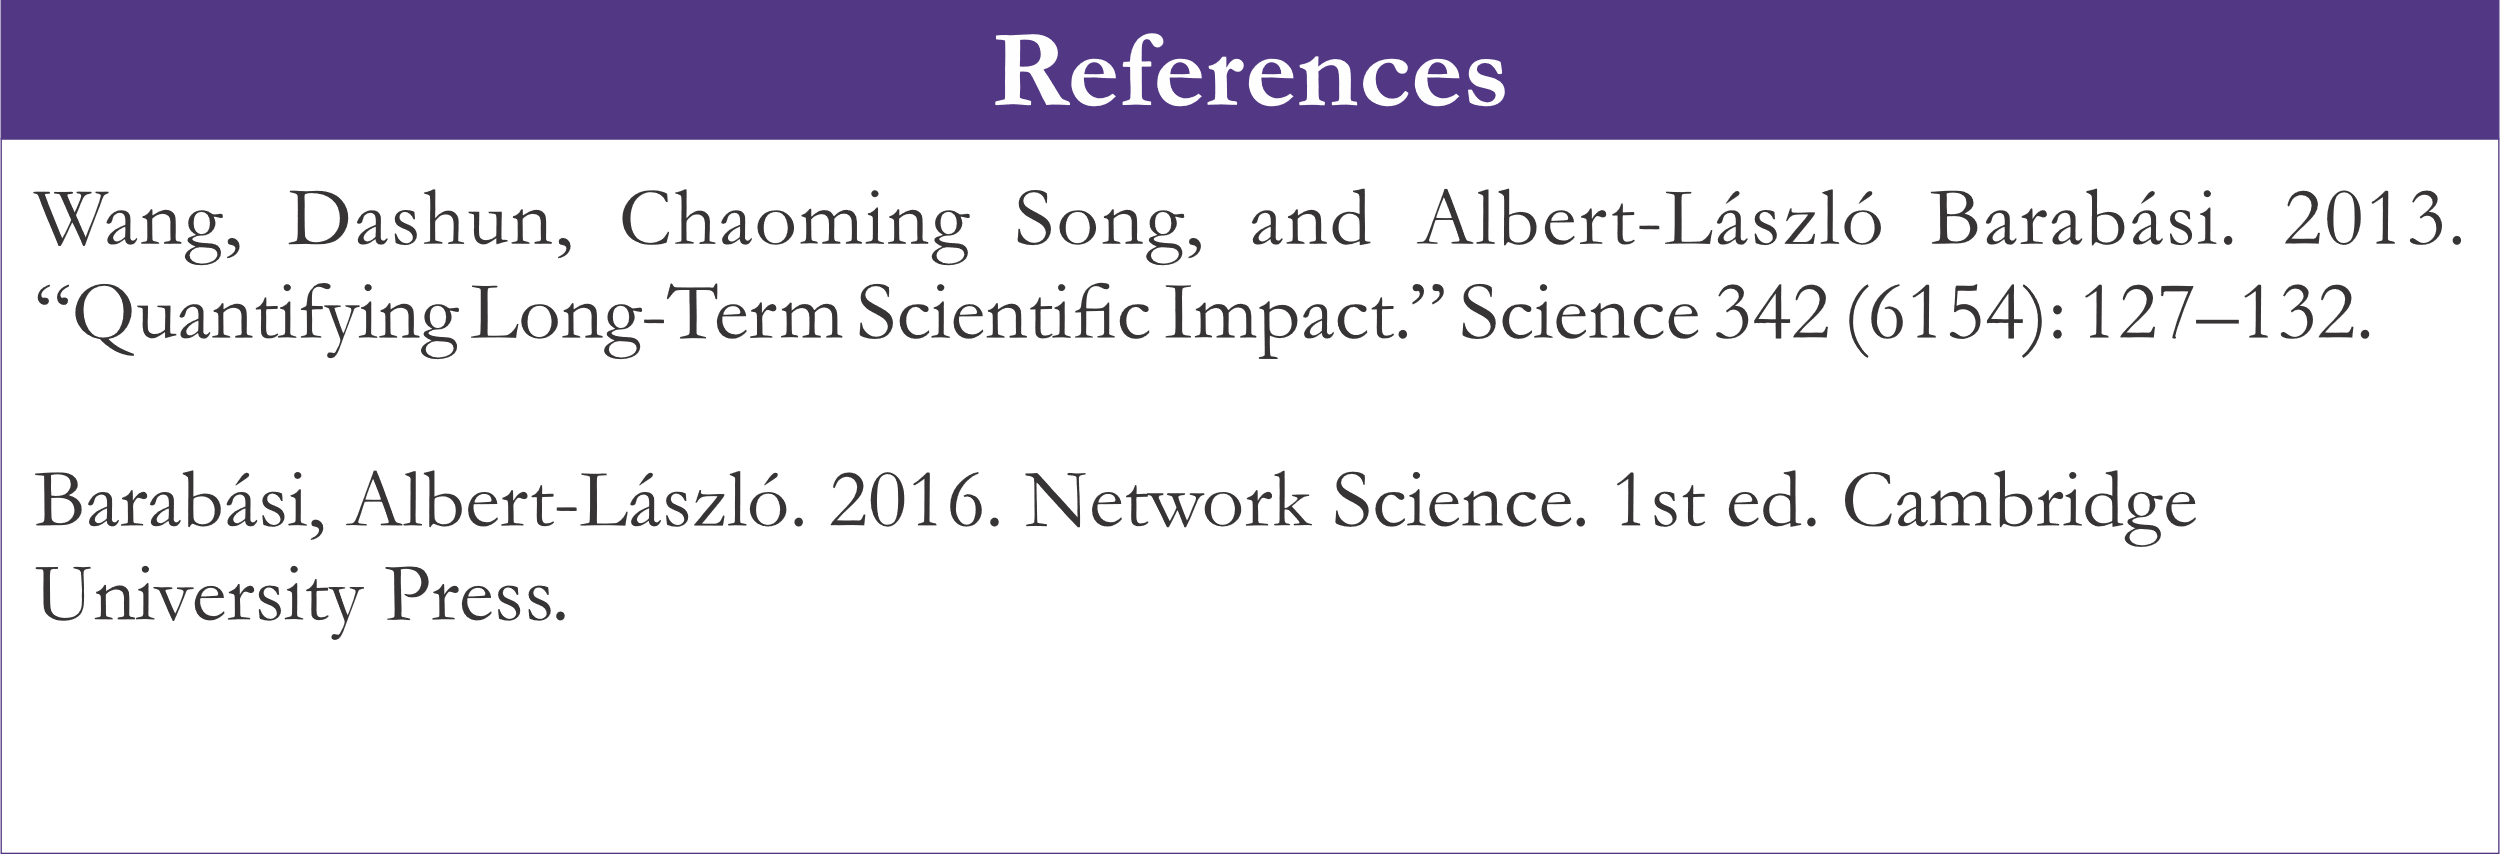 References
Wang, Dashun, Chaoming Song, and Albert-László Barabási. 2013.
“Quantifying Long-Term Scientific Impact.” Science 342 (6154): 127–132.
Barabási, Albert-László. 2016. Network Science. 1st ed. Cambridge
University Press.